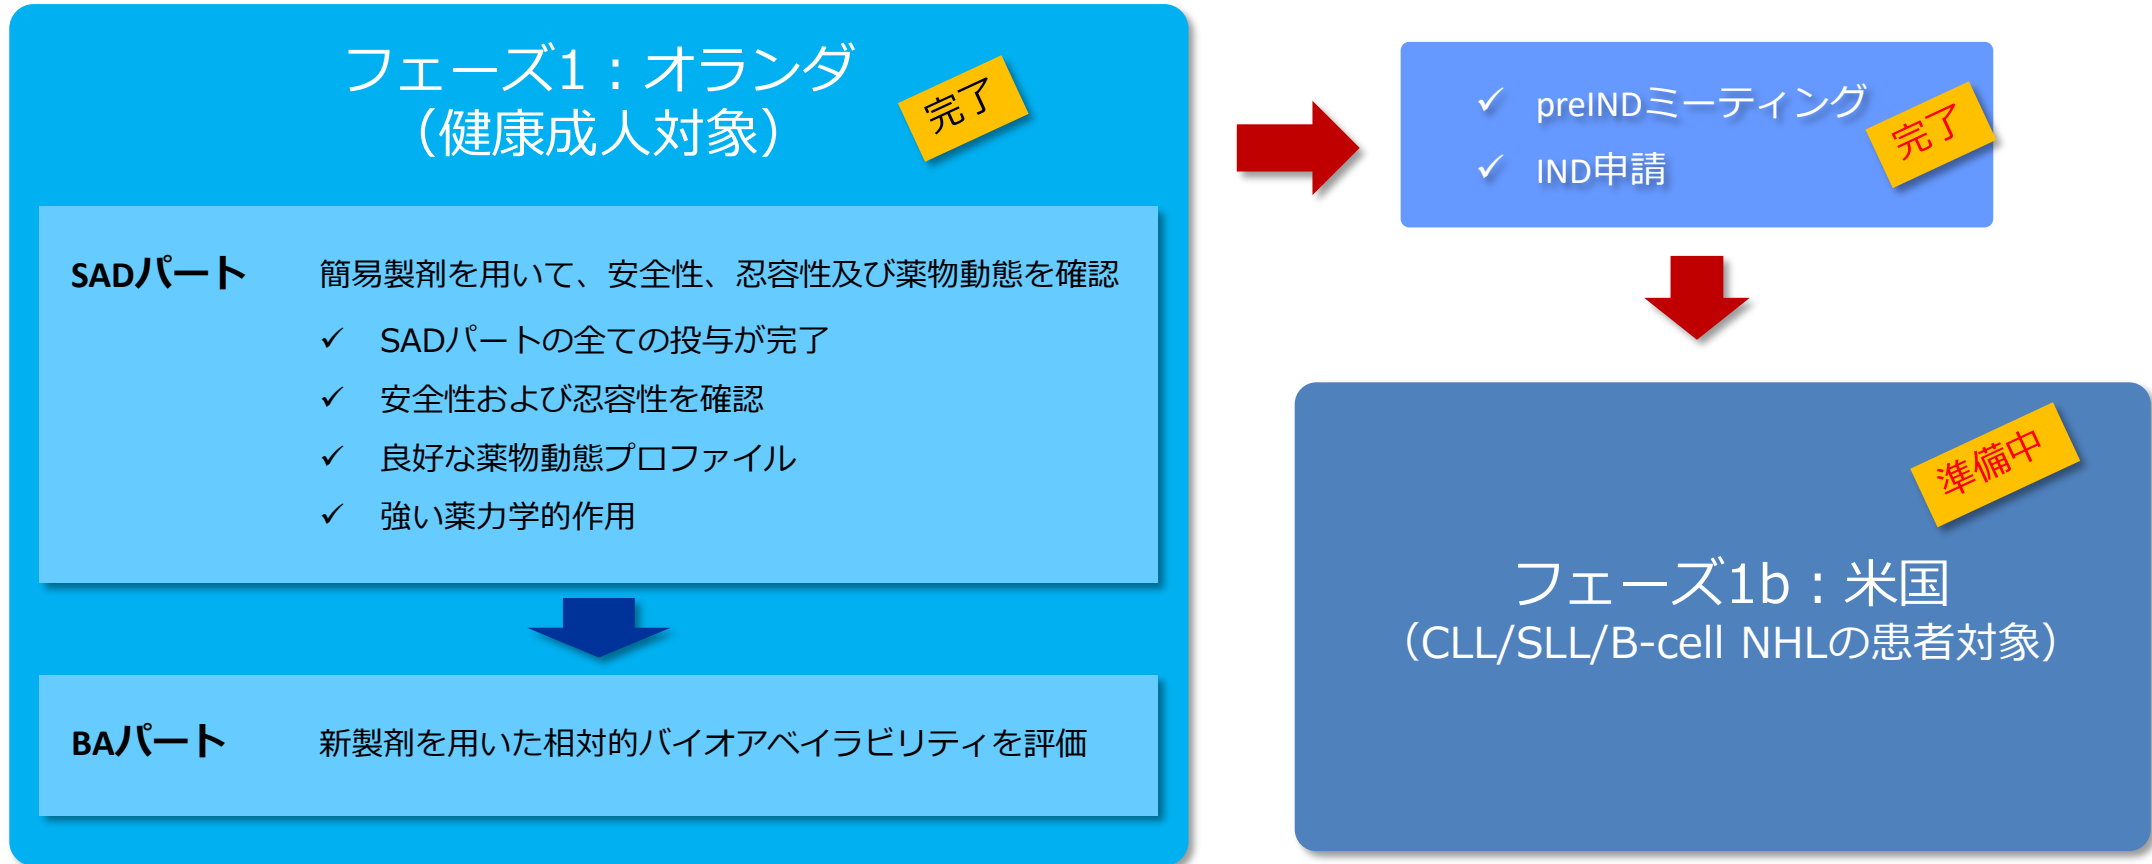 フェーズ1：オランダ
（健康成人対象）
完了
SADパート
簡易製剤を用いて、安全性、忍容性及び薬物動態を確認
✓ SADパートの全ての投与が完了
✓ 安全性および忍容性を確認
✓ 良好な薬物動態プロファイル
✓ 強い薬力学的作用
BAパート
新製剤を用いた相対的バイオアベイラビリティを評価
✓ preINDミーティング
✓ IND申請
完了
準備中
フェーズ1b：米国
（CLL/SLL/B-cell NHLの患者対象）